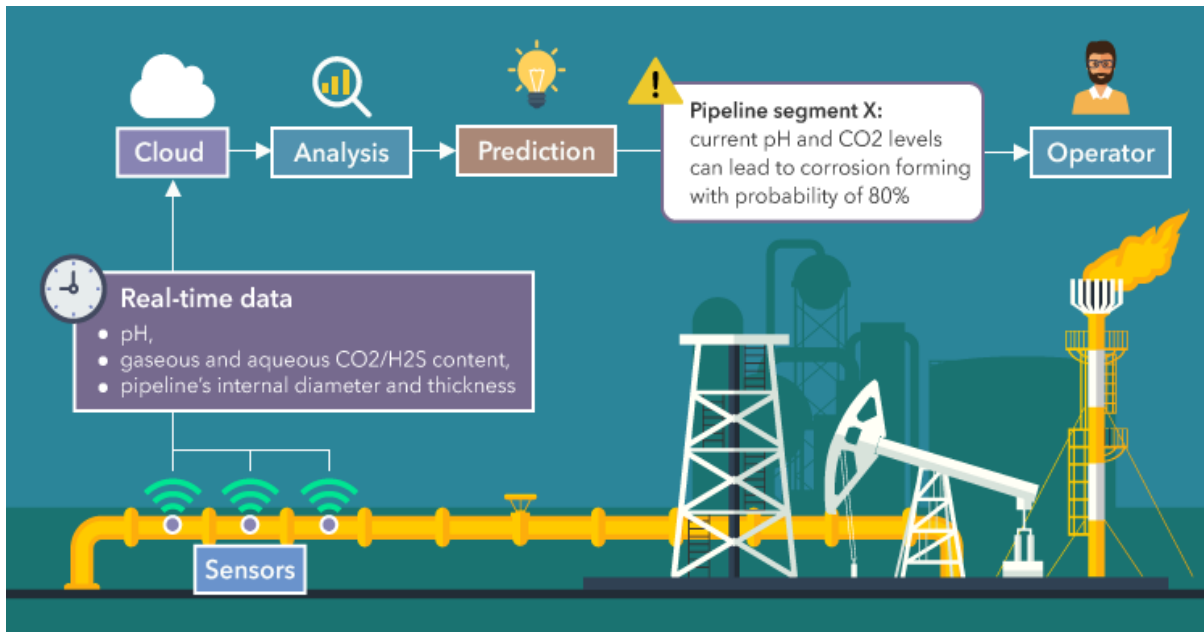 Cloud
Analysis
Prediction
Pipeline segment X:
current pH and CO2 levels
can lead to corrosion forming
with probability of 80%
Operator
Real-time data
• pH,
• gaseous and aqueous CO2/H2S content,
• pipeline's internal diameter and thickness
Sensors